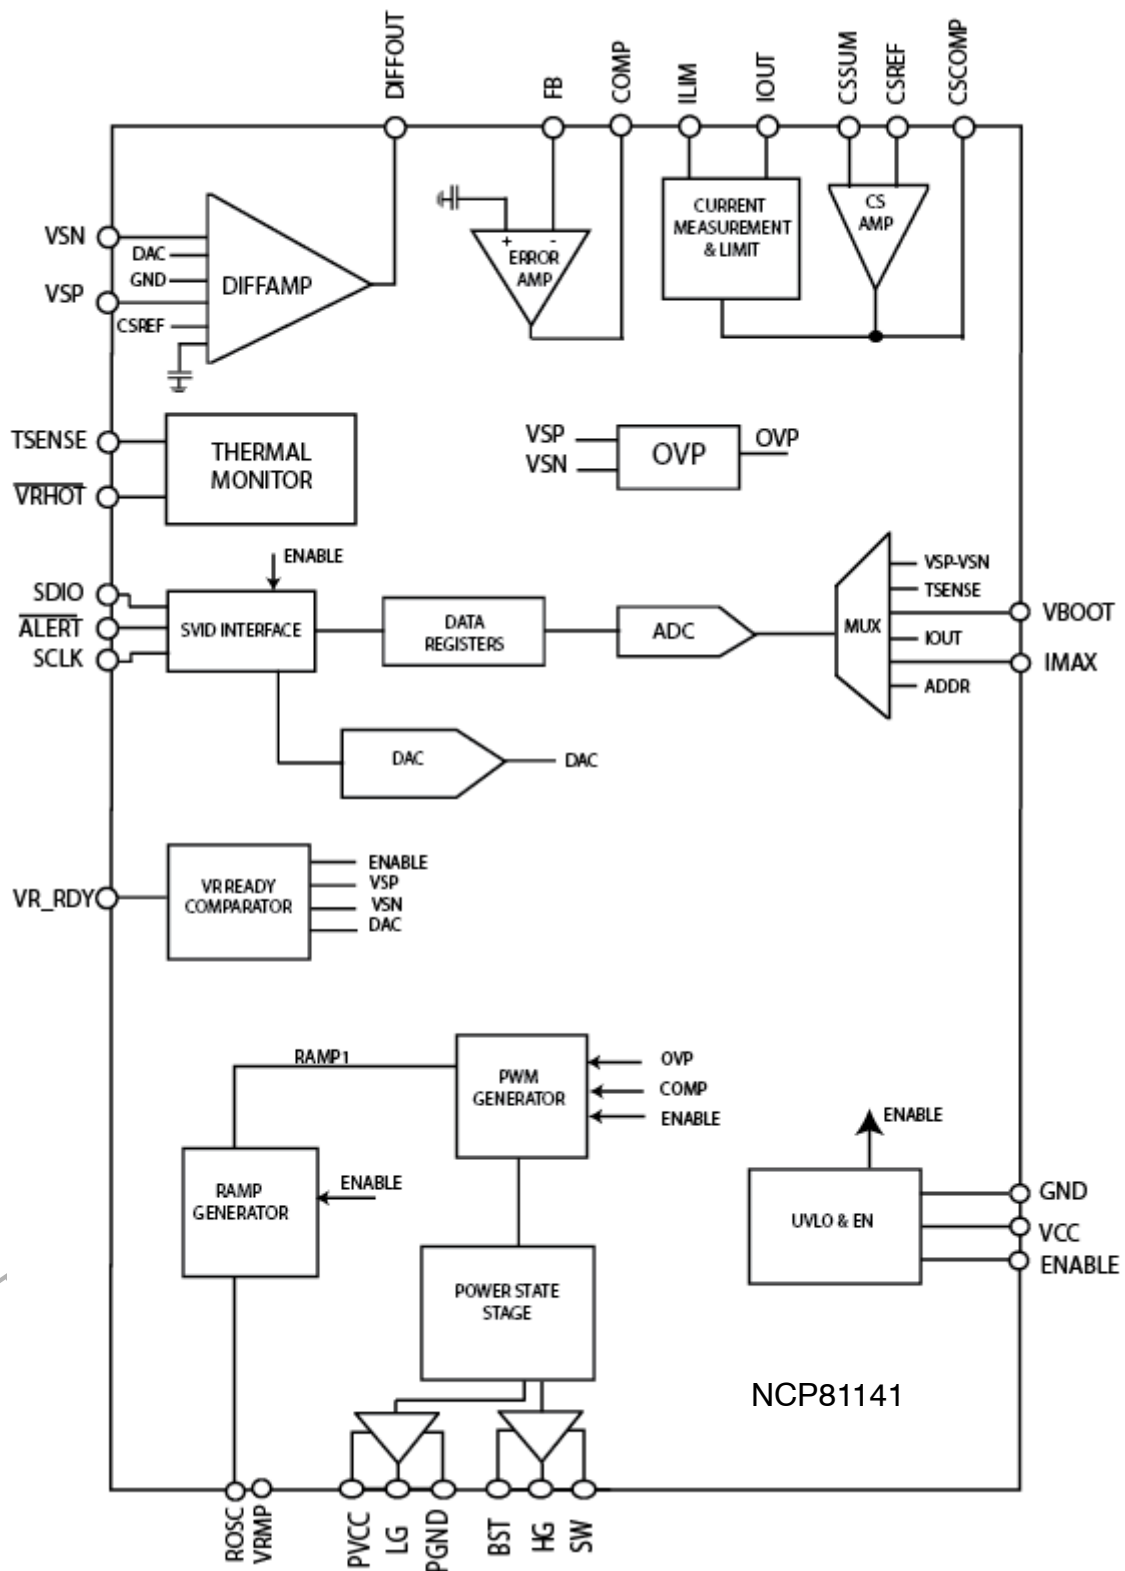 DIFFOUT
FB
COMP
ILIM
IOUT
CSSUM
CSREF
CSCOMP
VSN
DAC
GND
VSP
CSREF
DIFFAMP
+ -
ERROR
AMP
CURRENT
MEASUREMENT
& LIMIT
CS
AMP
TSENSE
VRHOT
THERMAL
MONITOR
VSP
VSN
OVP
OVP
ENABLE
SDIO
ALERT
SCLK
SVID INTERFACE
DATA
REGISTERS
ADC
MUX
VSP-VSN
TSENSE
IOUT
ADDR
VBOOT
IMAX
DAC
DAC
VR_RDY
VR READY
COMPARATOR
ENABLE
VSP
VSN
DAC
RAMP1
PWM
GENERATOR
OVP
COMP
ENABLE
RAMP
GENERATOR
ENABLE
ENABLE
UVLO & EN
GND
VCC
ENABLE
POWER STATE
STAGE
NCP81141
ROSC
VRMP
PVCC
LG
PGND
BST
HG
SW